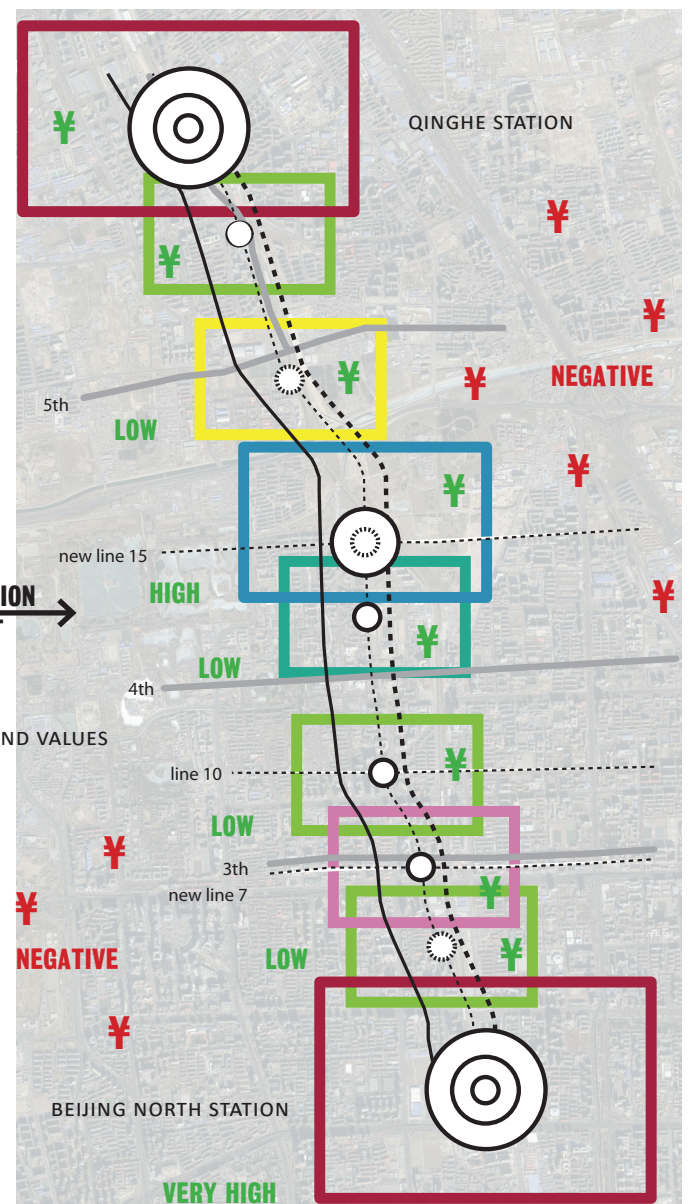 ¥
QINGHE STATION
¥
¥
¥
¥
NEGATIVE
¥
5th
LOW
¥
¥
new line 15
ION
HIGH
¥
LOW
¥
4th
ND VALUES
line 10
¥
LOW
¥
3th
new line 7
¥
¥
NEGATIVE
LOW
¥
¥
BEIJING NORTH STATION
VERY HIGH